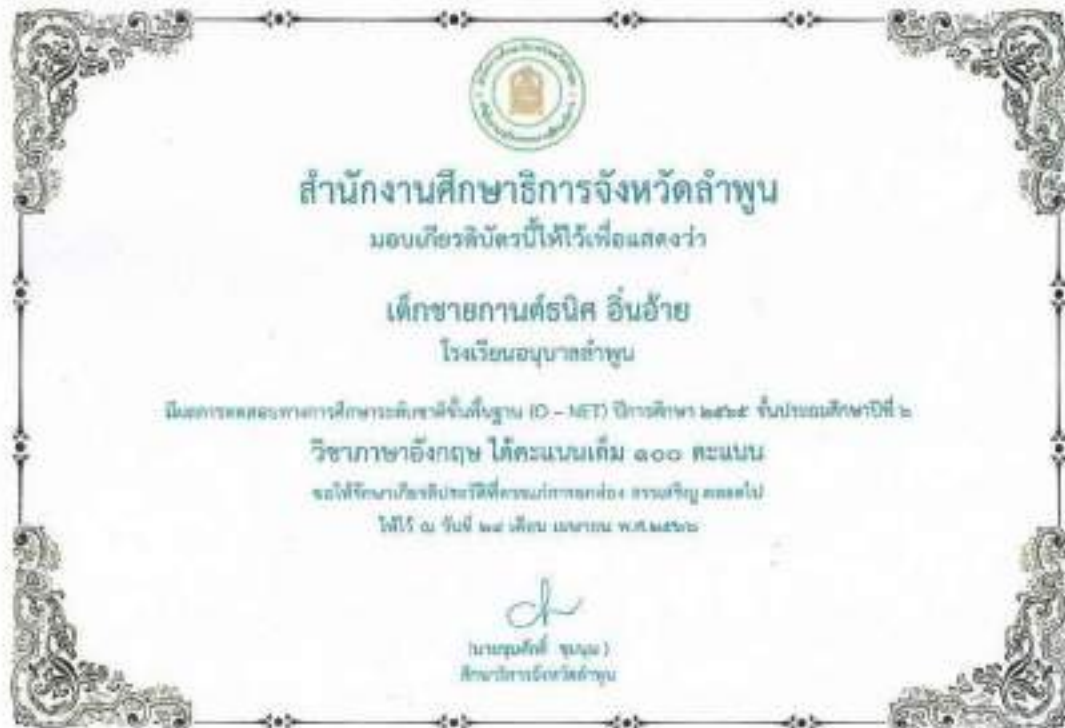 สำนักงานศึกษาธิการจังหวัดลำพูน
มอบเกียรติบัตรนี้ให้ไว้เพื่อแสดงว่า
เด็กชายกานต์ธนิศ อิ่นอ้าย
โรงเรียนอนุบาลลำพูน
มีผลการทดสอบทางการศึกษาระดับชาติขั้นพื้นฐาน (O – NET) ปีการศึกษา ๒๕๖๕ ชั้นประถมศึกษาปีที่ ๖
วิชาภาษาอังกฤษ ได้คะแนนเต็ม ๑๐๐ คะแนน
ขอให้รักษาเกียรติประวัติที่ควรแก่การยกย่อง สรรเสริญ ตลอดไป
ให้ไว้ ณ วันที่ เดือน เมษายน พ.ศ.๒๕๖๖
ศึกษาธิการจังหวัดลำพูน